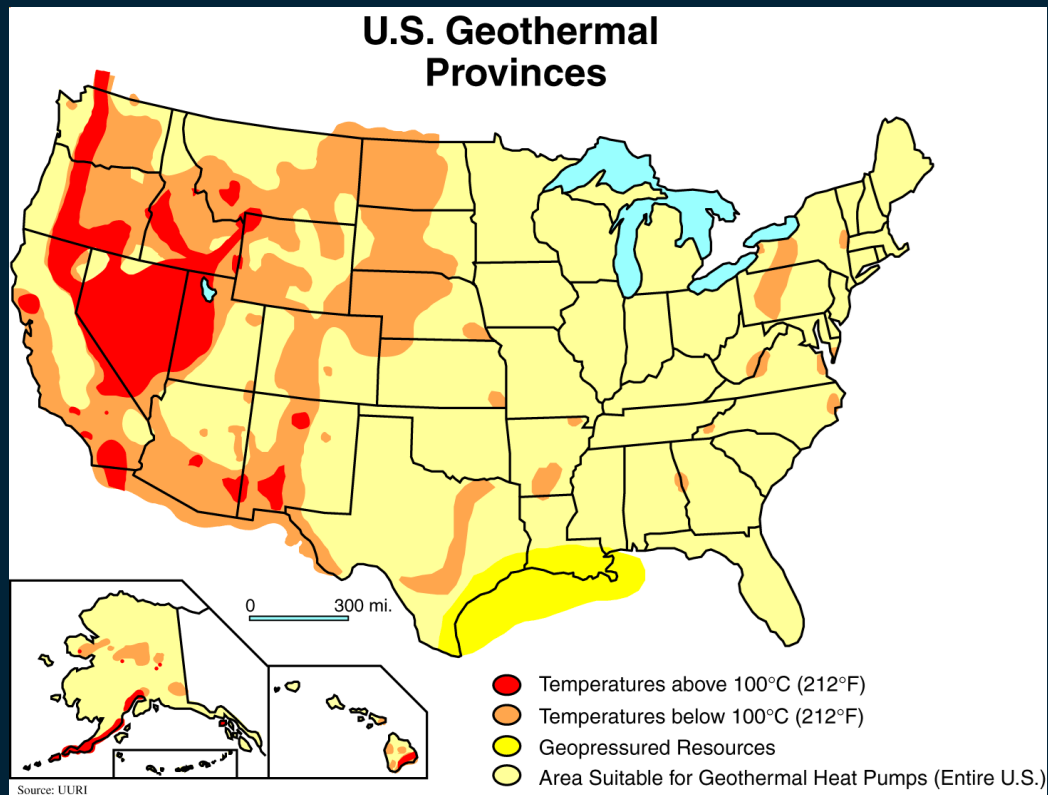 U.S. Geothermal
Provinces
0 300 mi.
Temperatures above 100°C (212°F)
Temperatures below 100°C (212°F)
Geopressured Resources
Area Suitable for Geothermal Heat Pumps (Entire U.S.)
Source: UURI